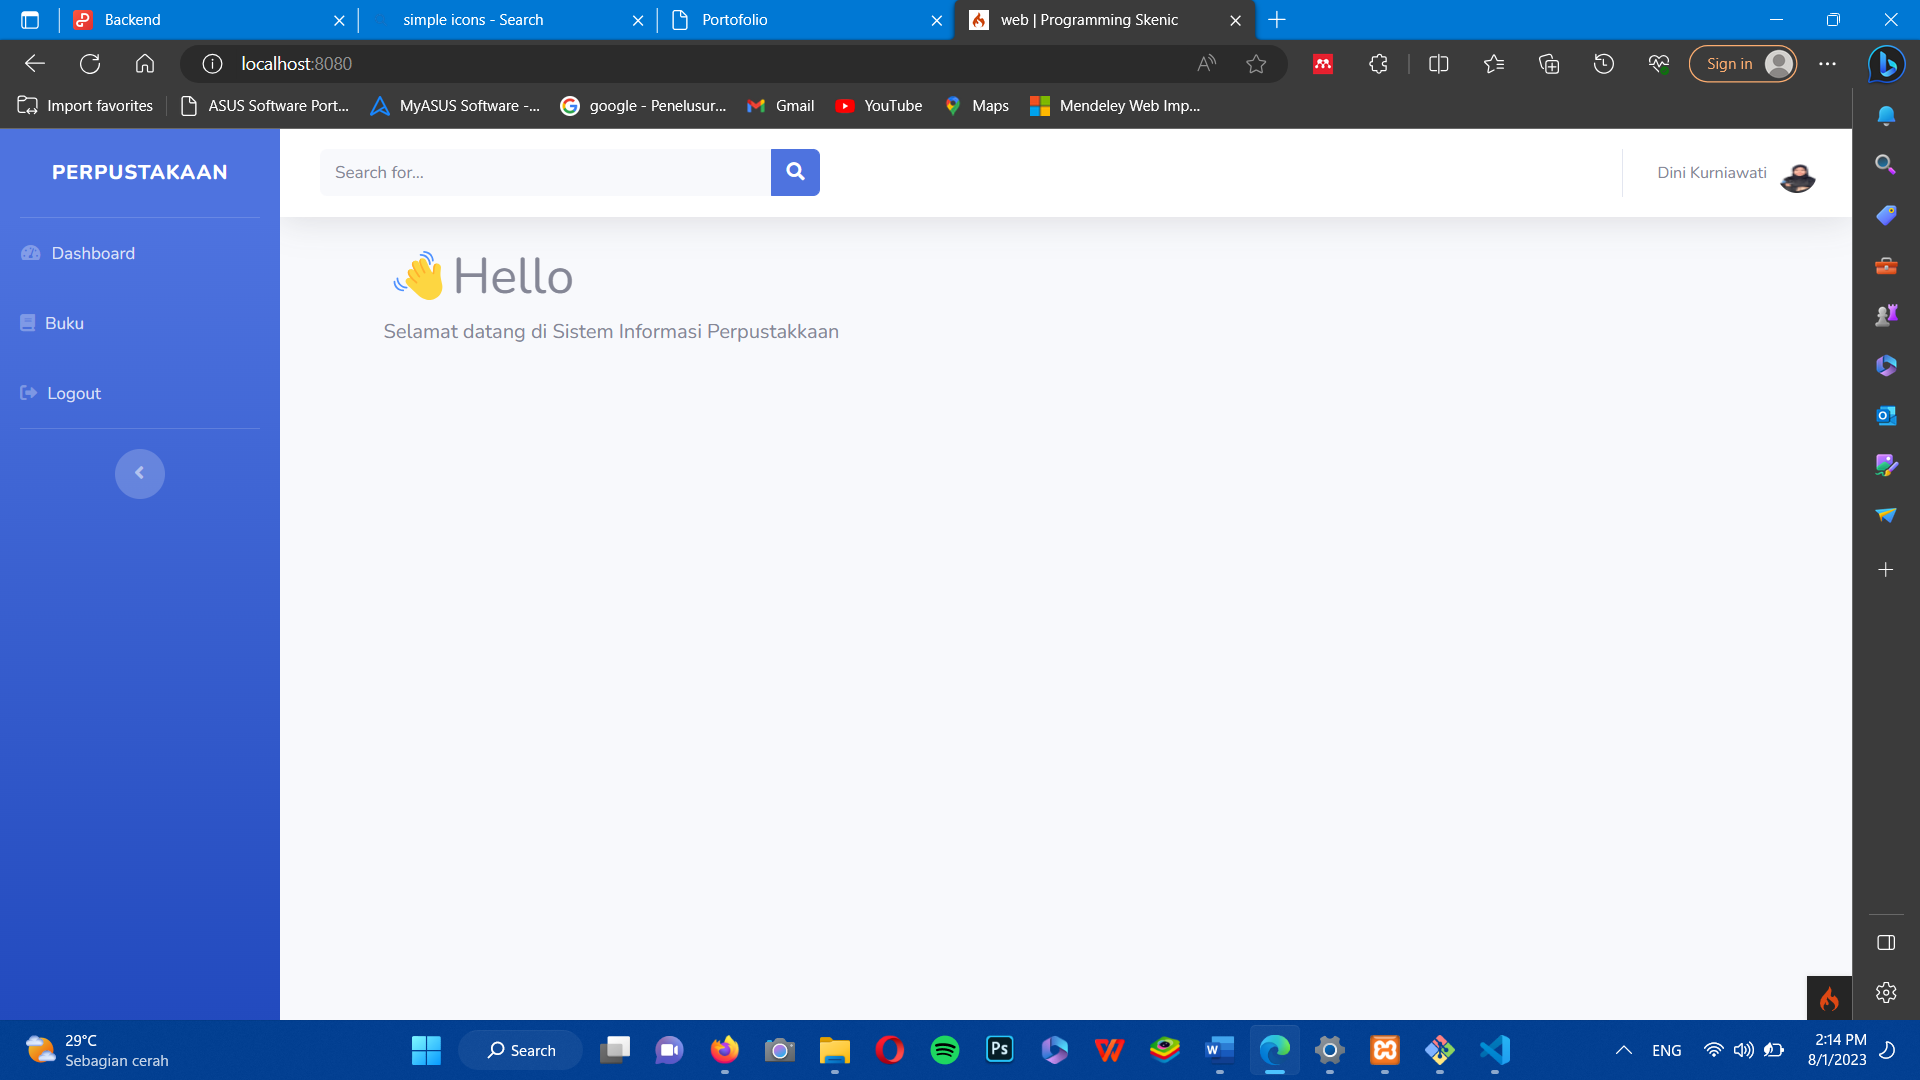 Backend
simple icons - Search
Portofolio
web | Programming Skenic
localhost:8080
Sign in
Import favorites
ASUS Software Port...
MyASUS Software -...
google - Penelusur...
Gmail
YouTube
Maps
Mendeley Web Imp...
PERPUSTAKAAN
Search for...
Dini Kurniawati
Dashboard
Buku
Logout
👋 Hello
Selamat datang di Sistem Informasi Perpustakkaan
29°C
Sebagian cerah
Search
Ps
ENG
2:14 PM
8/1/2023